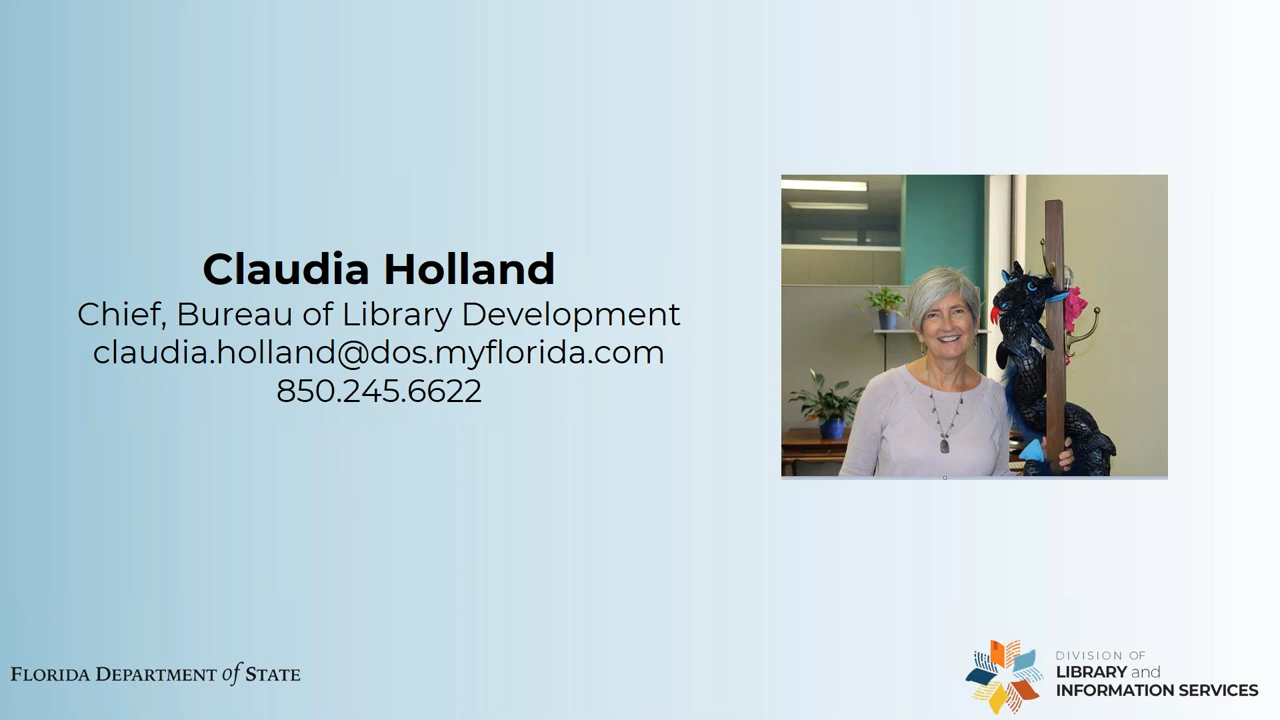 Claudia Holland
Chief, Bureau of Library Development
claudia.holland@dos.myflorida.com
850.245.6622
FLORIDA DEPARTMENT of STATE
DIVISION OF
LIBRARY and
INFORMATION SERVICES